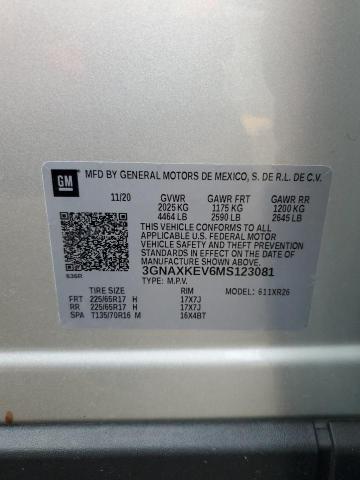 GM
MFD BY GENERAL MOTORS DE MEXICO, S. DE R.L. DE C.V.
11/20 GVWR GAWR FRT GAWR RR
2025 KG 1175 KG 1200 KG
4464 LB 2590 LB 2645 LB
THIS VEHICLE CONFORMS TO ALL
APPLICABLE U.S. FEDERAL MOTOR VEHICLE
SAFETY, BUMPER, AND THEFT PREVENTION
STANDARDS IN EFFECT ON THE DATE OF
MANUFACTURE SHOWN ABOVE.
3GNAXKEV6MS123081
636R TYPE: M.P.V. MODEL: 611XR26
TIRE SIZE RIM
FRT 225/65R17 H 17X7J
RR 225/65R17 H 17X7J
SPA T135/70R16 M 16X4BT